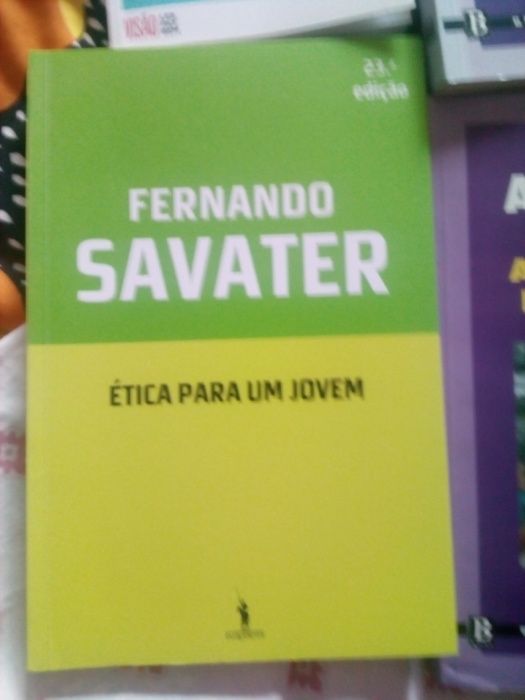 VISÃO
23.ª
edição
FERNANDO
SAVATER
ÉTICA PARA UM JOVEM
A
A
B
B